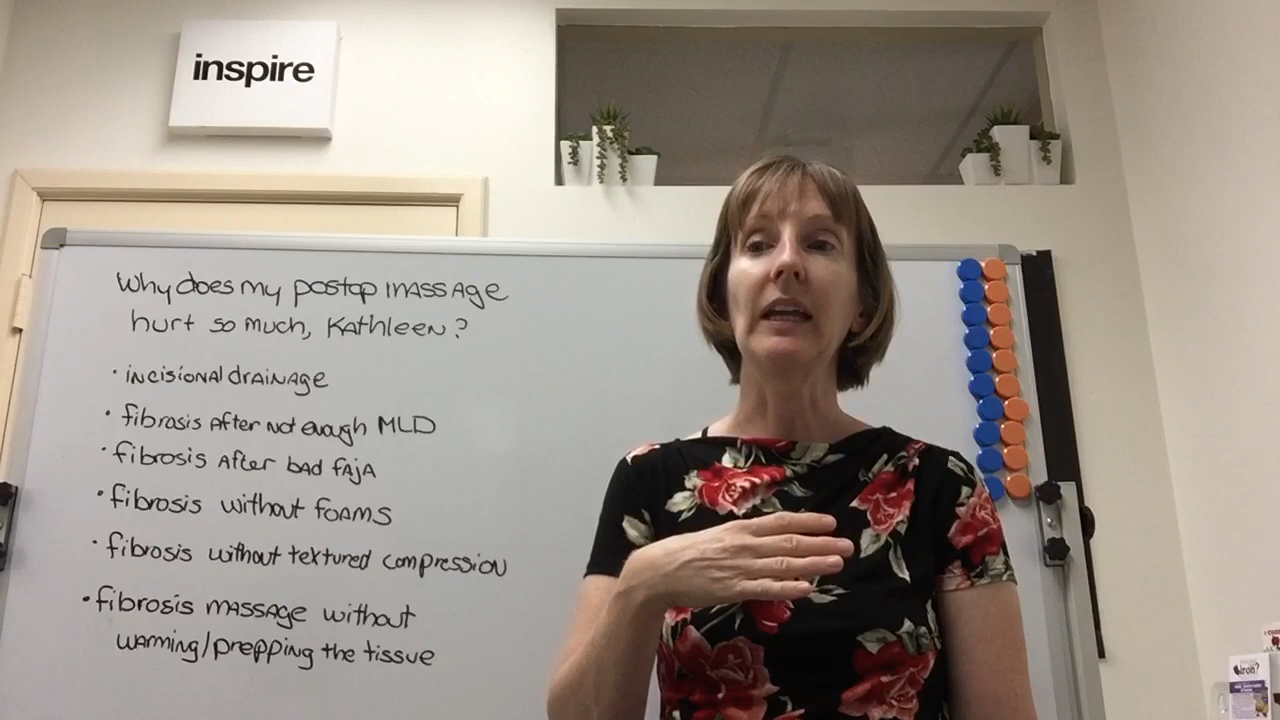 inspire
Why does my postop massage
hurt so much, Kathleen?
• incisional drainage
• fibrosis after not enough MLD
• fibrosis after bad faja
• fibrosis without foams
• fibrosis without textured compression
• fibrosis massage without
warming/prepping the tissue
iron?